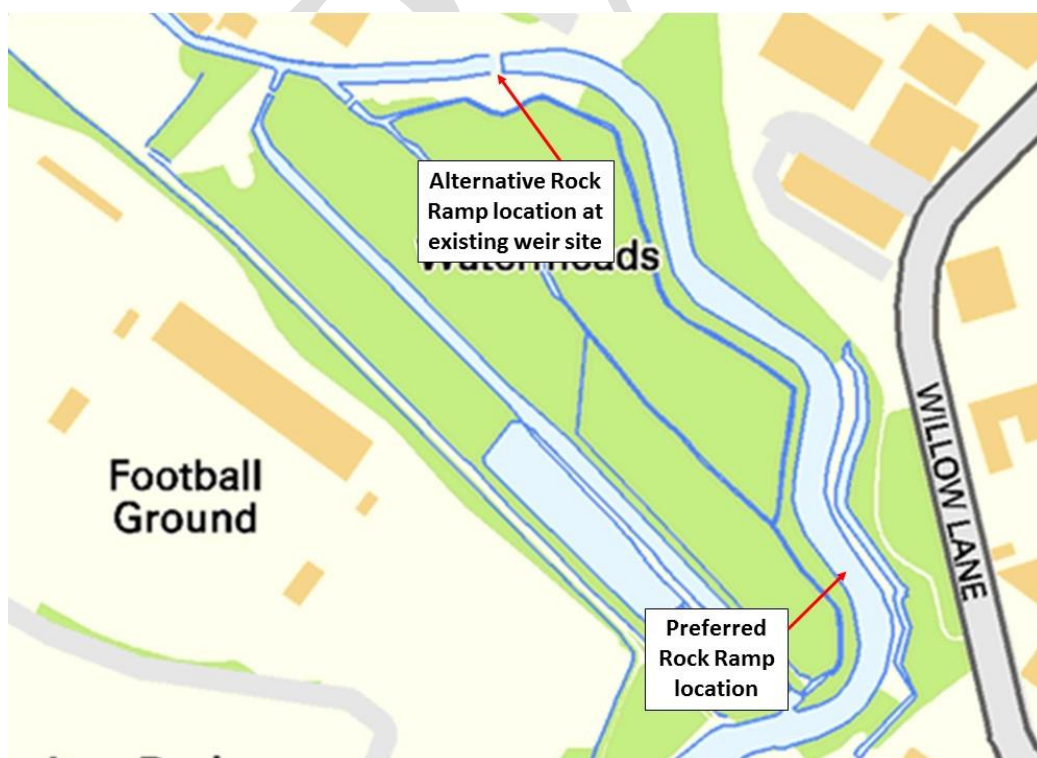 Alternative Rock
Ramp location at
existing weir site
Football
Ground
WILLOW LANE
Preferred
Rock Ramp
location